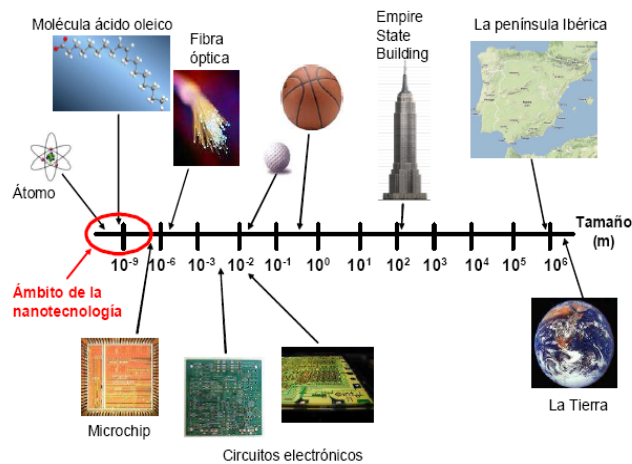 Molécula ácido oleico
Fibra
óptica
Empire
State
Building
La península Ibérica
Átomo
Tamaño
(m)
10-9
10-6
10-3
10-2
10-1
100
101
102
103
104
105
106
Ámbito de la
nanotecnología
Microchip
Circuitos electrónicos
La Tierra